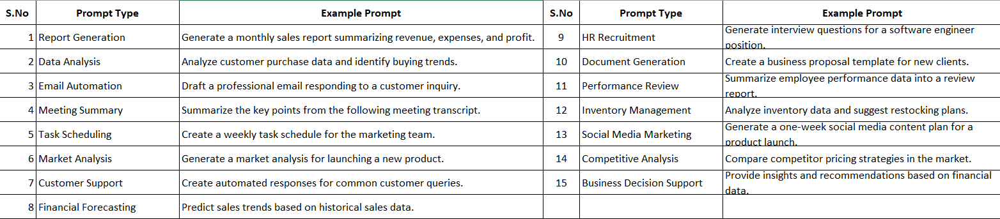 S.No Prompt Type Example Prompt S.No Prompt Type Example Prompt
1 Report Generation Generate a monthly sales report summarizing revenue, expenses, and profit. 9 HR Recruitment Generate interview questions for a software engineer
position.
2 Data Analysis Analyze customer purchase data and identify buying trends. 10 Document Generation Create a business proposal template for new clients.
3 Email Automation Draft a professional email responding to a customer inquiry. 11 Performance Review Summarize employee performance data into a review
report.
4 Meeting Summary Summarize the key points from the following meeting transcript. 12 Inventory Management Analyze inventory data and suggest restocking plans.
5 Task Scheduling Create a weekly task schedule for the marketing team. 13 Social Media Marketing Generate a one-week social media content plan for a
product launch.
6 Market Analysis Generate a market analysis for launching a new product. 14 Competitive Analysis Compare competitor pricing strategies in the market.
7 Customer Support Create automated responses for common customer queries. 15 Business Decision Support Provide insights and recommendations based on financial
data.
8 Financial Forecasting Predict sales trends based on historical sales data.